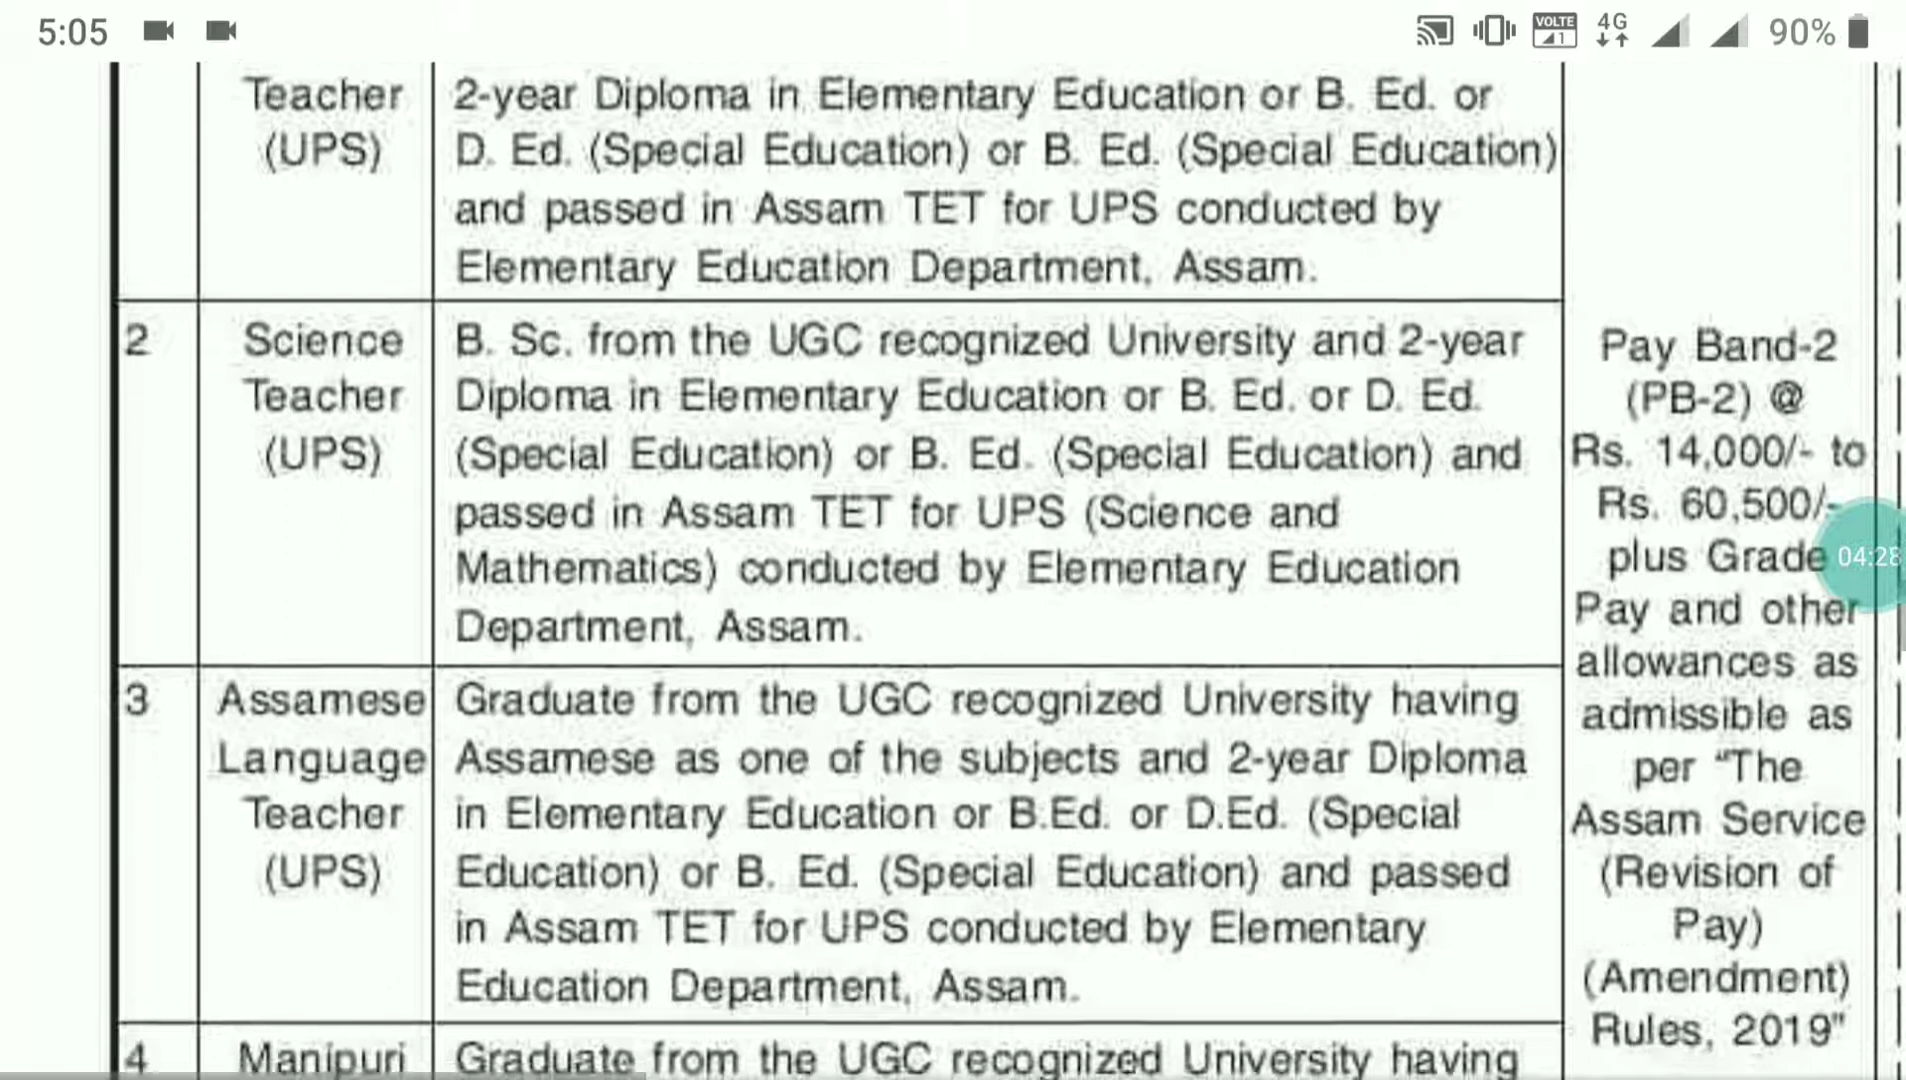 5:05
VOLTE 1 4G 90%
Teacher
(UPS)
2-year Diploma in Elementary Education or B. Ed. or
D. Ed. (Special Education) or B. Ed. (Special Education)
and passed in Assam TET for UPS conducted by
Elementary Education Department, Assam.
2
Science
Teacher
(UPS)
B. Sc. from the UGC recognized University and 2-year
Diploma in Elementary Education or B. Ed. or D. Ed.
(Special Education) or B. Ed. (Special Education) and
passed in Assam TET for UPS (Science and
Mathematics) conducted by Elementary Education
Department, Assam.
3
Assamese
Language
Teacher
(UPS)
Graduate from the UGC recognized University having
Assamese as one of the subjects and 2-year Diploma
in Elementary Education or B.Ed. or D.Ed. (Special
Education) or B. Ed. (Special Education) and passed
in Assam TET for UPS conducted by Elementary
Education Department, Assam.
4
Manipuri
Graduate from the UGC recognized University having
Pay Band-2
(PB-2) @
Rs. 14,000/- to
Rs. 60,500/-
plus Grade
Pay and other
allowances as
admissible as
per “The
Assam Service
(Revision of
Pay)
(Amendment)
Rules, 2019"
04:28